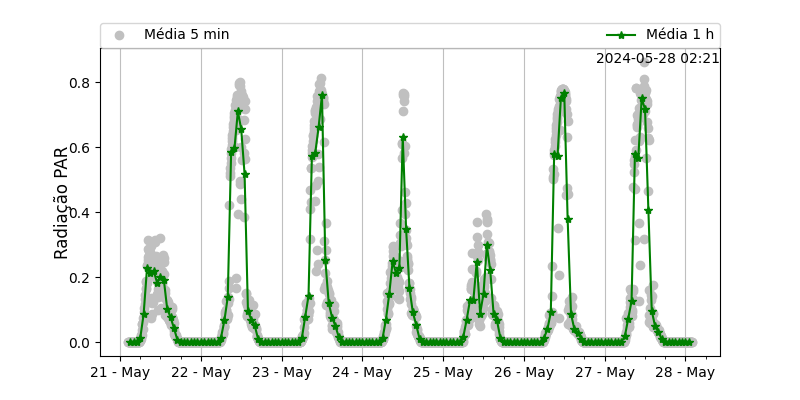 Média 5 min
Média 1 h
2024-05-28 02:21
Radiação PAR
0.8
0.6
0.4
0.2
0.0
21 - May
22 - May
23 - May
24 - May
25 - May
26 - May
27 - May
28 - May